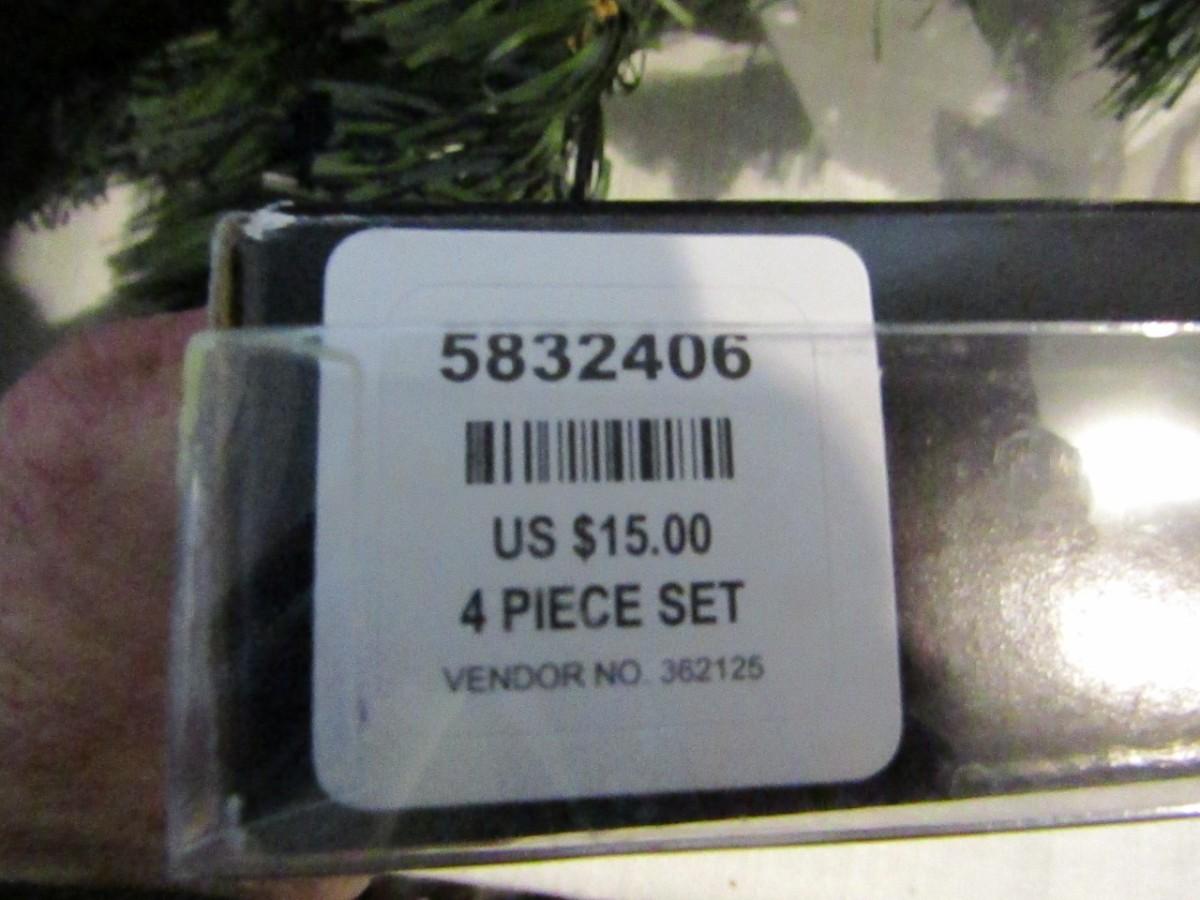 5832406
US $15.00
4 PIECE SET
VENDOR NO. 362125